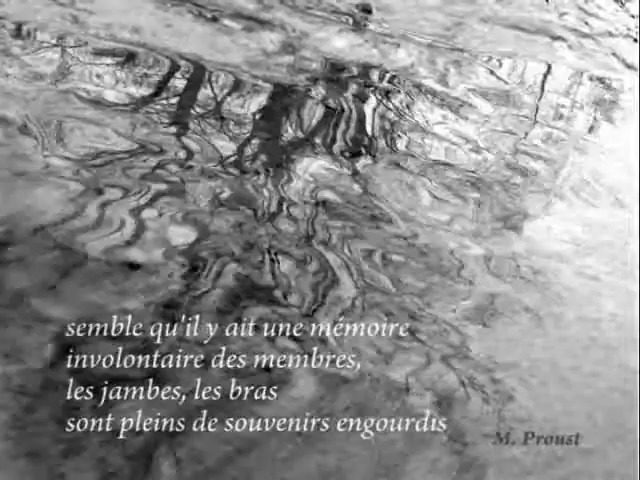 semble qu'il y ait une mémoire
involontaire des membres,
les jambes, les bras
sont pleins de souvenirs engourdis
M. Proust